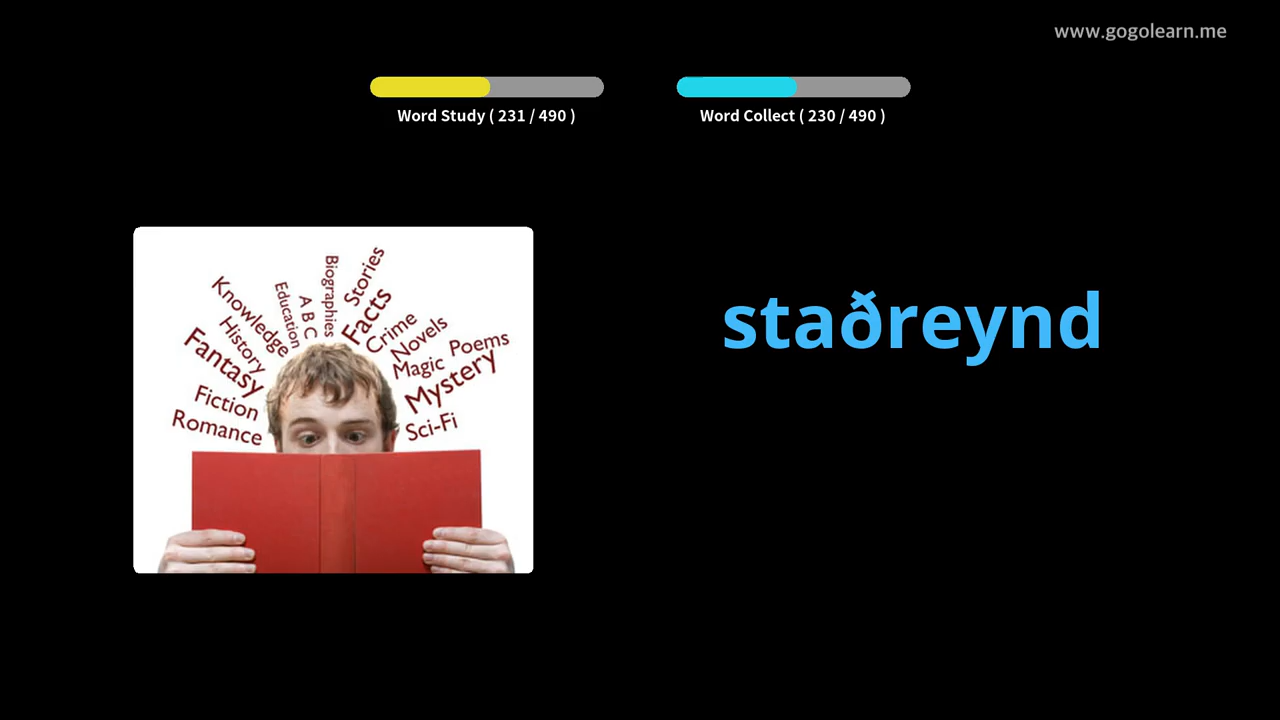 www.gogolearn.me
Word Study ( 231 / 490 )
Word Collect ( 230 / 490 )
Biographies
Stories
Knowledge
Education
A B C
Facts
History
Crime
Novels
Fantasy
Magic
Poems
Fiction
Mystery
Romance
Sci-Fi
staðreynd